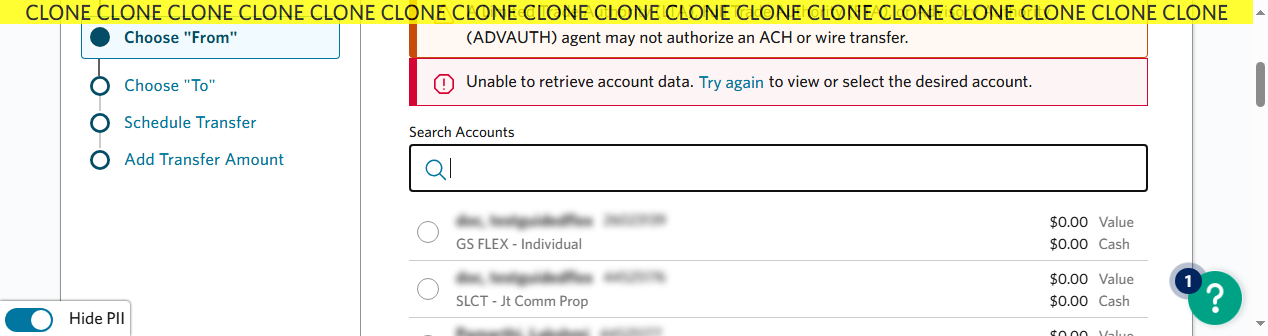 CLONE CLONE CLONE CLONE CLONE CLONE CLONE CLONE CLONE CLONE CLONE CLONE CLONE CLONE CLONE CLONE CLONE
Choose "From"
Choose "To"
Schedule Transfer
Add Transfer Amount
(ADVAUTH) agent may not authorize an ACH or wire transfer.
Unable to retrieve account data. Try again to view or select the desired account.
Search Accounts
$0.00 Value
GS FLEX - Individual
$0.00 Cash
$0.00 Value
SLCT - Jt Comm Prop
$0.00 Cash
$0.00 Value
1
?
Hide PII